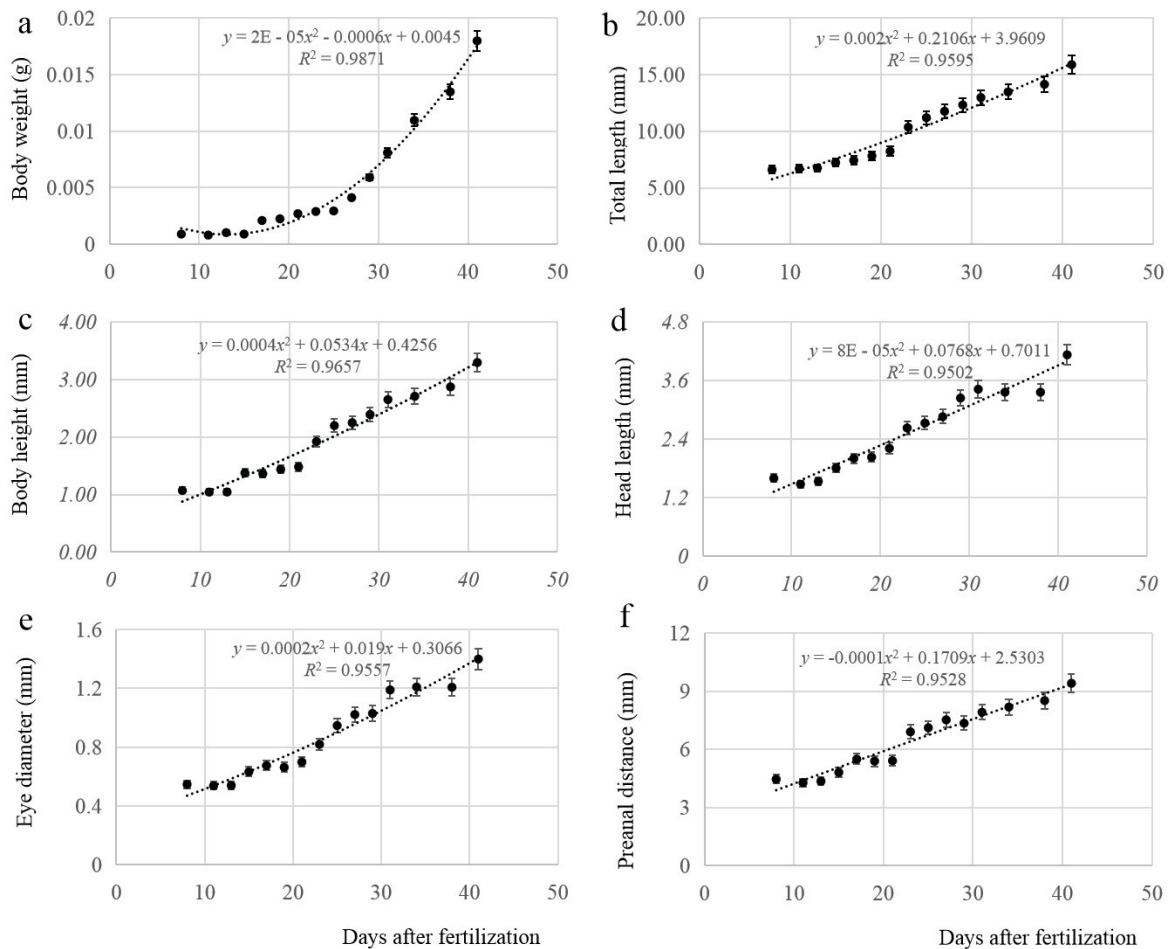 a
y = 2E - 05x² - 0.0006x + 0.0045
R² = 0.9871
Body weight (g)
0.02
0.015
0.01
0.005
0
0 10 20 30 40 50
b
y = 0.002x² + 0.2106x + 3.9609
R² = 0.9595
Total length (mm)
20.00
15.00
10.00
5.00
0.00
0 10 20 30 40 50
c
y = 0.0004x² + 0.0534x + 0.4256
R² = 0.9657
Body height (mm)
4.00
3.00
2.00
1.00
0.00
0 10 20 30 40 50
d
y = 8E - 05x² + 0.0768x + 0.7011
R² = 0.9502
Head length (mm)
4.8
3.6
2.4
1.2
0
0 10 20 30 40 50
e
y = 0.0002x² + 0.019x + 0.3066
R² = 0.9557
Eye diameter (mm)
1.6
1.2
0.8
0.4
0
0 10 20 30 40 50
Days after fertilization
f
y = -0.0001x² + 0.1709x + 2.5303
R² = 0.9528
Preanal distance (mm)
12
9
6
3
0
0 10 20 30 40 50
Days after fertilization